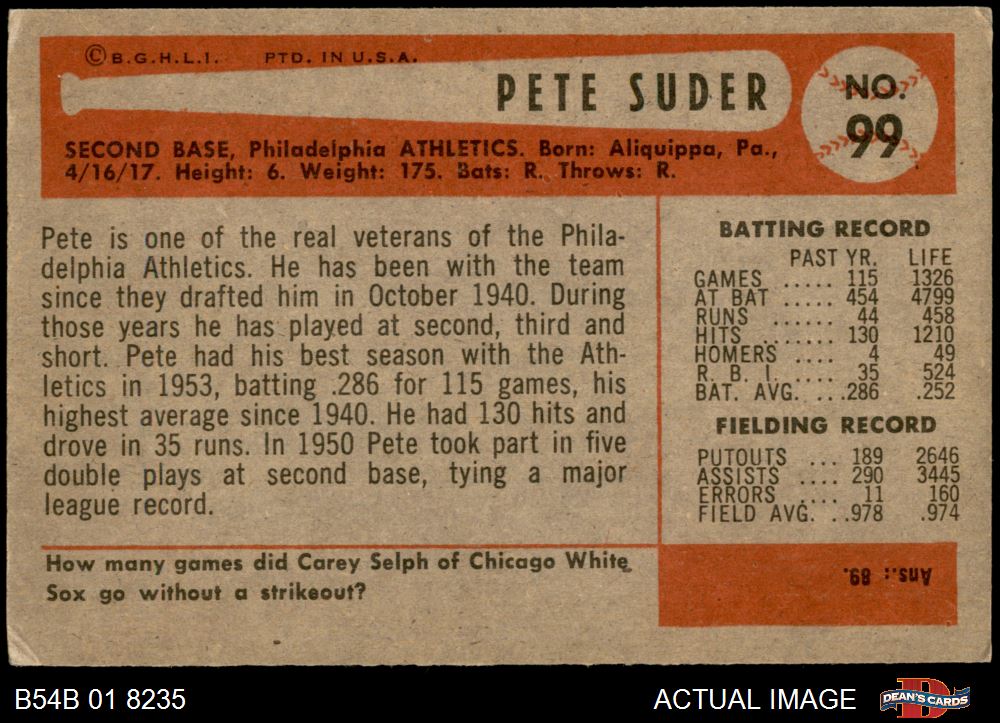 ©B.G.H.L.I. PTD. IN U.S.A.
PETE SUDER
NO.
99
SECOND BASE, Philadelphia ATHLETICS. Born: Aliquippa, Pa.,
4/16/17. Height: 6. Weight: 175. Bats: R. Throws: R.
Pete is one of the real veterans of the Phila-
delphia Athletics. He has been with the team
since they drafted him in October 1940. During
those years he has played at second, third and
short. Pete had his best season with the Ath-
letics in 1953, batting .286 for 115 games, his
highest average since 1940. He had 130 hits and
drove in 35 runs. In 1950 Pete took part in five
double plays at second base, tying a major
league record.
BATTING RECORD
PAST YR. LIFE
GAMES ..... 115 1326
AT BAT ..... 454 4799
RUNS ...... 44 458
HITS ....... 130 1210
HOMERS .... 4 49
R. B. I. .... 35 524
BAT. AVG. ...286 .252
FIELDING RECORD
PUTOUTS ... 189 2646
ASSISTS .... 290 3445
ERRORS .... 11 160
FIELD AVG. ..978 .974
How many games did Carey Selph of Chicago White
Sox go without a strikeout?
Ans.: 89.
B54B 01 8235
ACTUAL IMAGE
DEAN'S CARDS